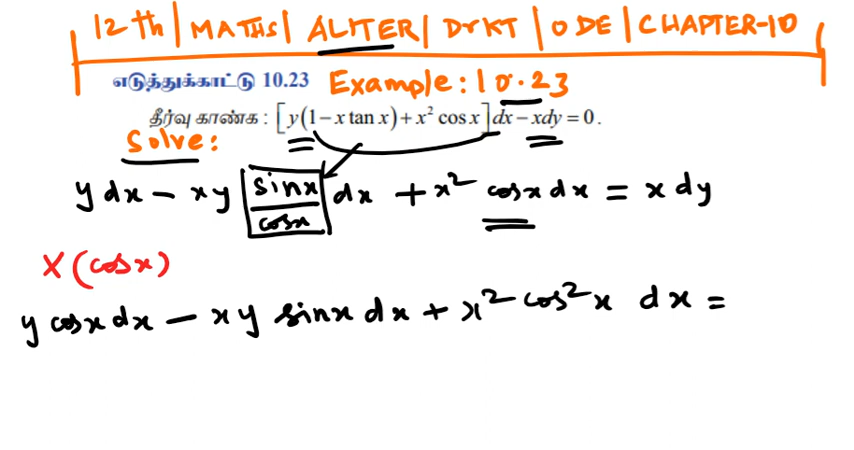 12th | MATHS | ALITER | DrKT | ODE | CHAPTER-10
எடுத்துக்காட்டு 10.23 Example: 10.23
தீர்வு காண்க : [y(1 − x tan x) + x² cos x] dx − xdy = 0 .
Solve:
y dx − xy sinx/cosx dx + x² cosx dx = x dy
X (cosx)
y cosx dx − xy sinx dx + x² cos²x dx =